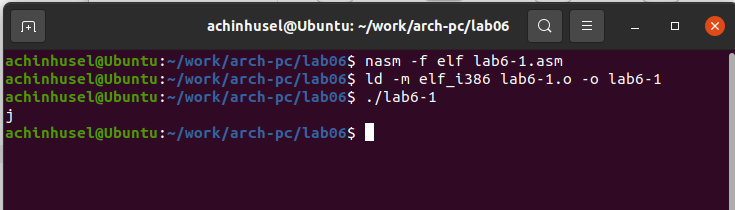 achinhusel@Ubuntu: ~/work/arch-pc/lab06
achinhusel@Ubuntu:~/work/arch-pc/lab06$ nasm -f elf lab6-1.asm
achinhusel@Ubuntu:~/work/arch-pc/lab06$ ld -m elf_i386 lab6-1.o -o lab6-1
achinhusel@Ubuntu:~/work/arch-pc/lab06$ ./lab6-1
j
achinhusel@Ubuntu:~/work/arch-pc/lab06$